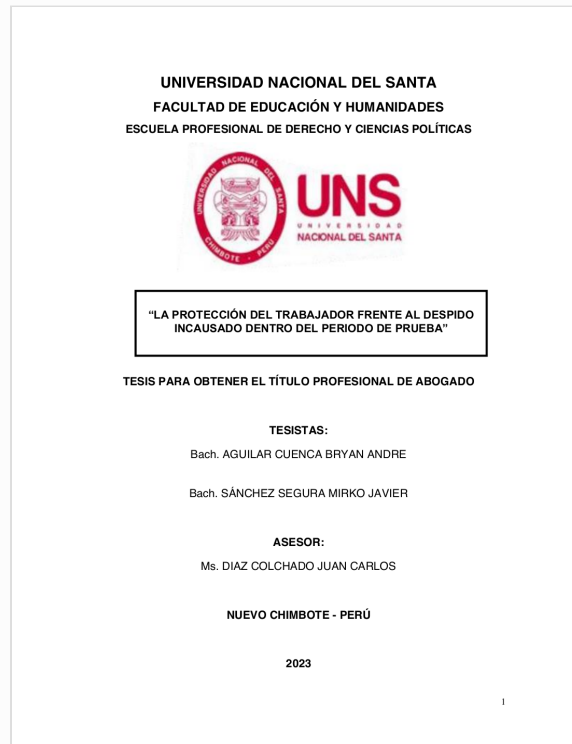 UNIVERSIDAD NACIONAL DEL SANTA
FACULTAD DE EDUCACIÓN Y HUMANIDADES
ESCUELA PROFESIONAL DE DERECHO Y CIENCIAS POLÍTICAS
UNIVERSIDAD NACIONAL DEL SANTA
CHIMBOTE - PERÚ
UNS
UNIVERSIDAD
NACIONAL DEL SANTA
“LA PROTECCIÓN DEL TRABAJADOR FRENTE AL DESPIDO
INCAUSADO DENTRO DEL PERIODO DE PRUEBA”
TESIS PARA OBTENER EL TÍTULO PROFESIONAL DE ABOGADO
TESISTAS:
Bach. AGUILAR CUENCA BRYAN ANDRE
Bach. SÁNCHEZ SEGURA MIRKO JAVIER
ASESOR:
Ms. DIAZ COLCHADO JUAN CARLOS
NUEVO CHIMBOTE - PERÚ
2023
1